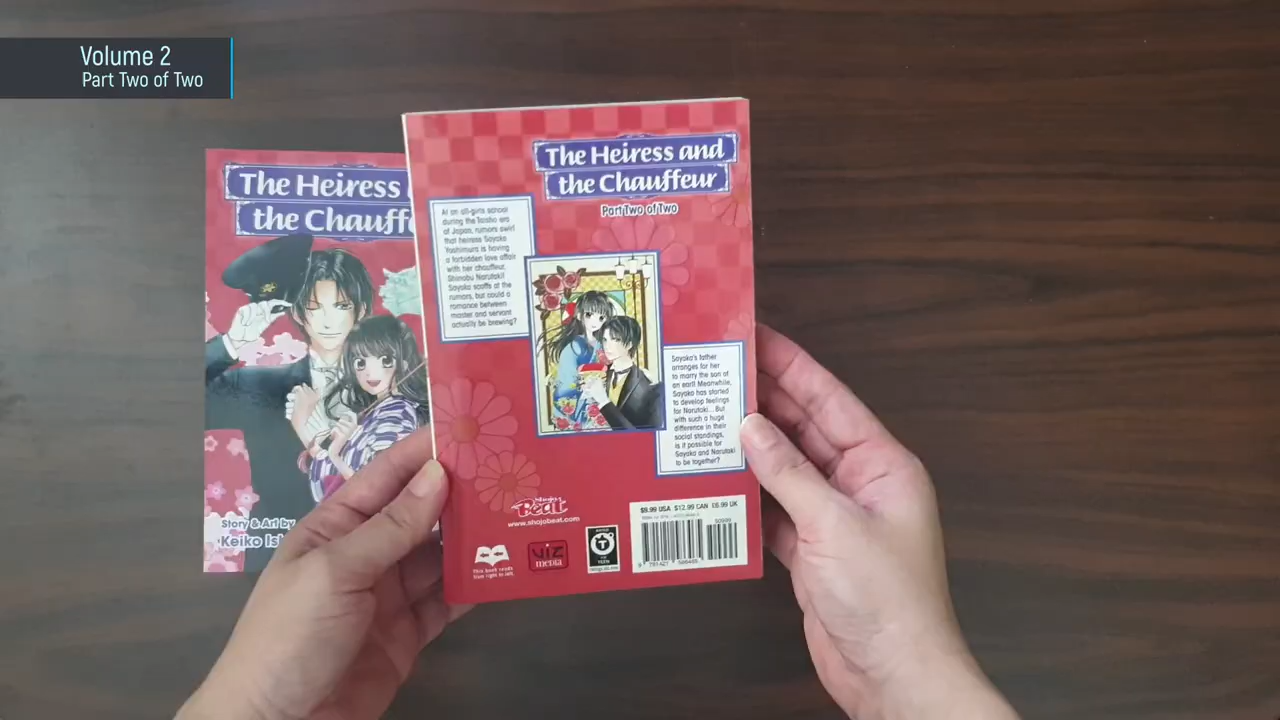 Volume 2
Part Two of Two
The Heiress
the Chauffe
Story & Art by
Keiko Is
The Heiress and
the Chauffeur
Part Two of Two
At an all-girls school
during the Taisho era
of Japan, rumors swirl
that heiress Sayaka
Yoshimura is having
a forbidden love affair
with her chauffeur,
Shinobu Narutaki!
Sayaka scoffs at the
rumors, but could a
romance between
master and servant
actually be brewing?
Sayaka's father
arranges for her
to marry the son of
an earl! Meanwhile,
Sayaka has started
to develop feelings
for Narutaki... But
with such a huge
difference in their
social standings,
is it possible for
Sayaka and Narutaki
to be together?
Shojo
Beat
www.shojobeat.com
This book reads
from right to left.
VIZ
media
RATED
T
FOR
TEEN
$9.99 USA $12.99 CAN £6.99 UK